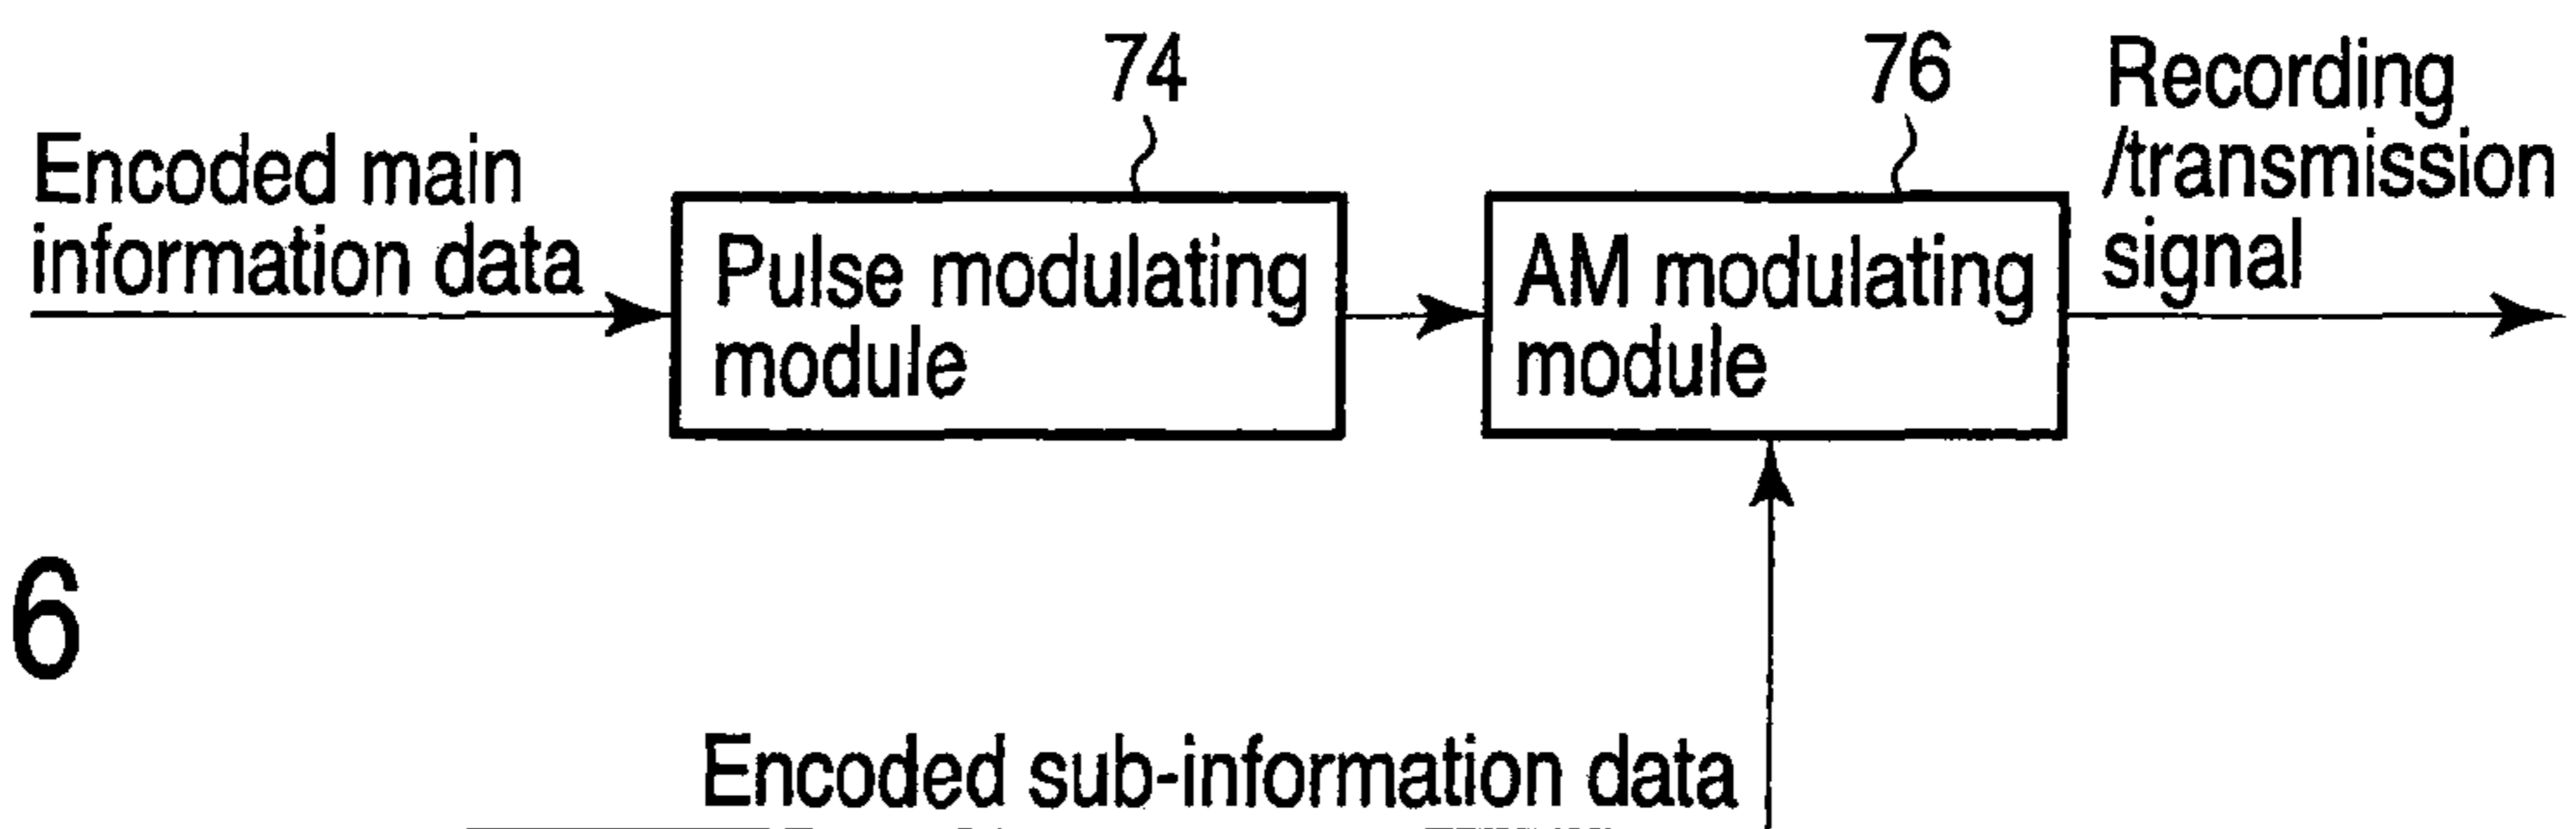 74
76
Recording
/transmission
signal
Encoded main
information data
Pulse modulating
module
AM modulating
module
6
Encoded sub-information data